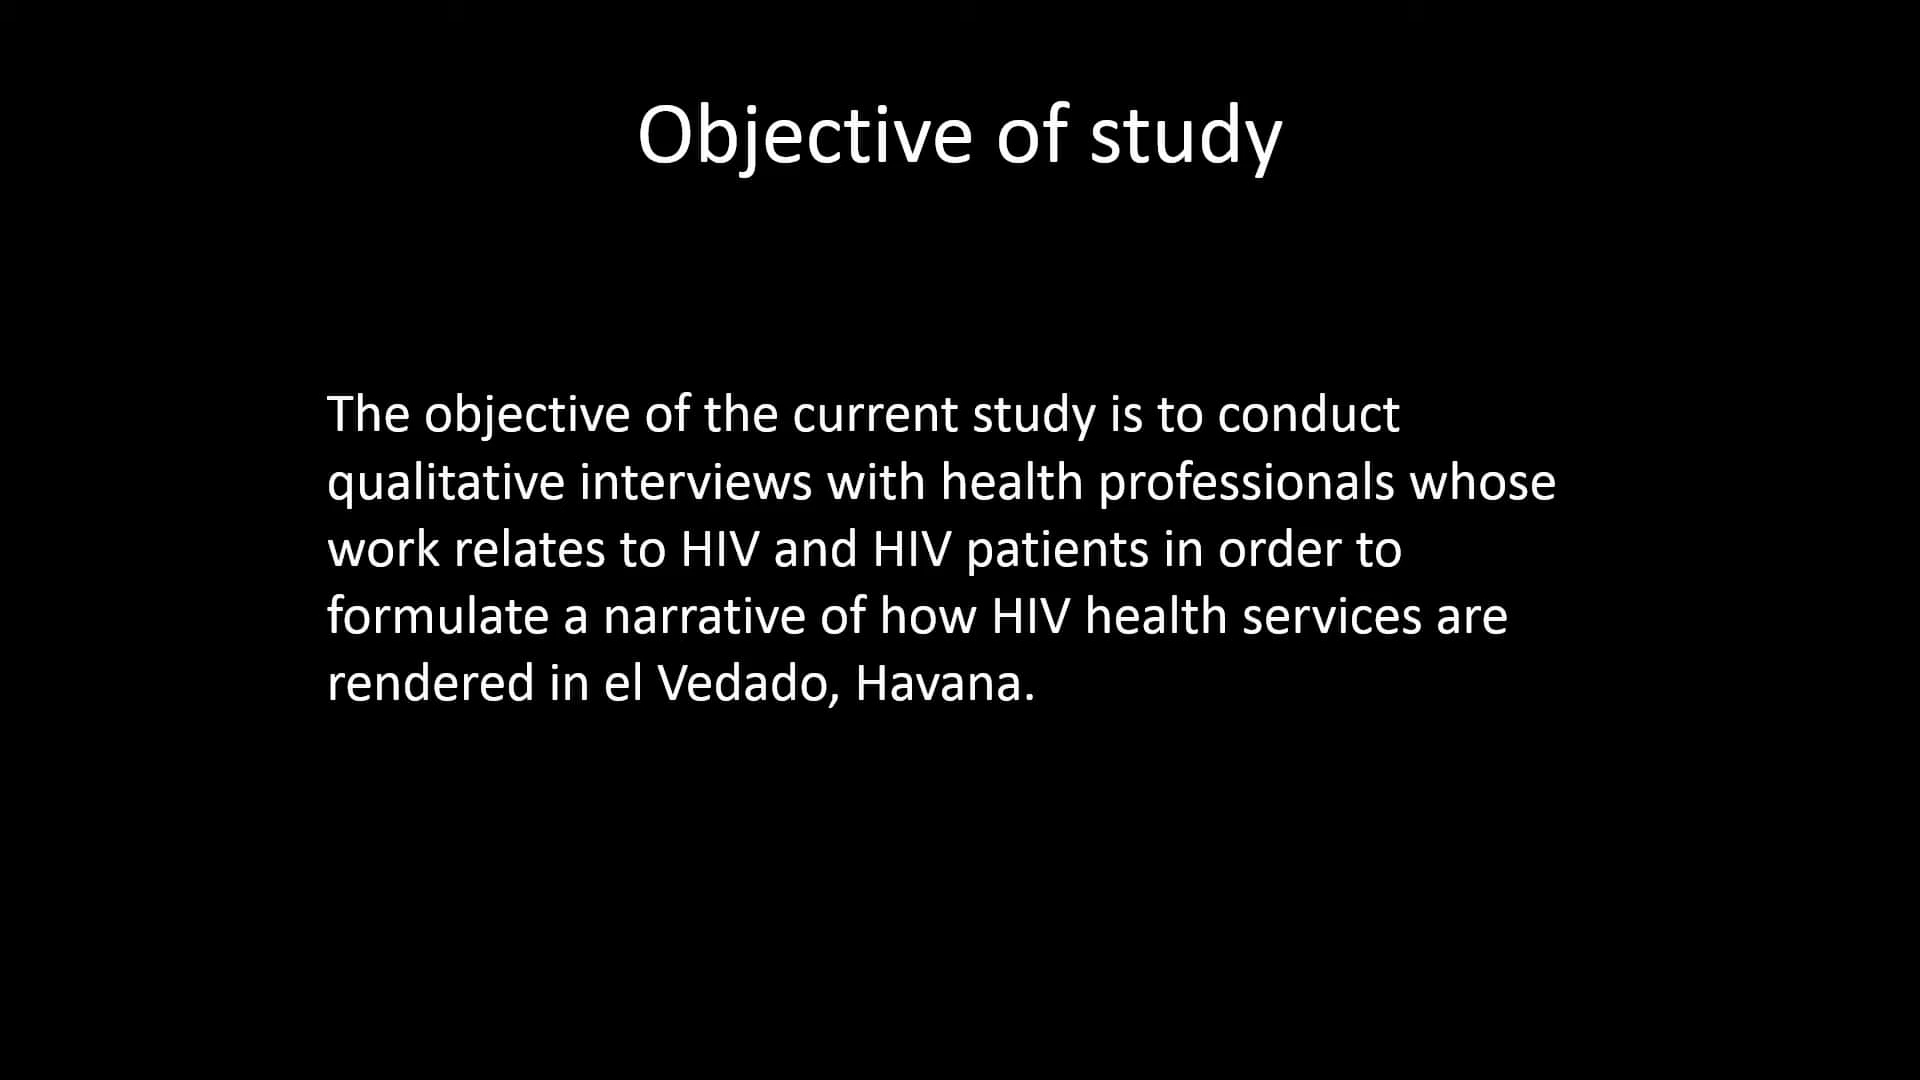 Objective of study
The objective of the current study is to conduct
qualitative interviews with health professionals whose
work relates to HIV and HIV patients in order to
formulate a narrative of how HIV health services are
rendered in el Vedado, Havana.